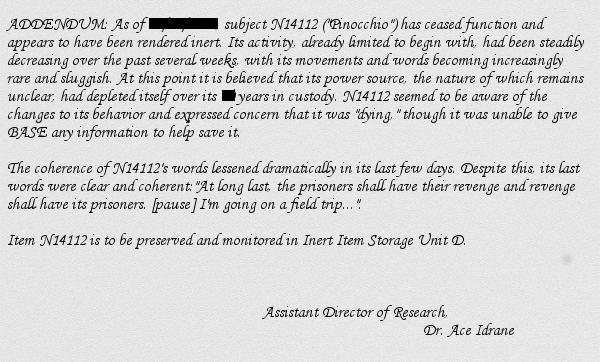 ADDENDUM: As of subject N14112 ("Pinocchio") has ceased function and
appears to have been rendered inert. Its activity, already limited to begin with, had been steadily
decreasing over the past several weeks, with its movements and words becoming increasingly
rare and sluggish. At this point it is believed that its power source, the nature of which remains
unclear, had depleted itself over its years in custody. N14112 seemed to be aware of the
changes to its behavior and expressed concern that it was "dying," though it was unable to give
BASE any information to help save it.

The coherence of N14112's words lessened dramatically in its last few days. Despite this, its last
words were clear and coherent:"At long last, the prisoners shall have their revenge and revenge
shall have its prisoners. [pause] I'm going on a field trip...".

Item N14112 is to be preserved and monitored in Inert Item Storage Unit D.

Assistant Director of Research,
Dr. Ace Idrane